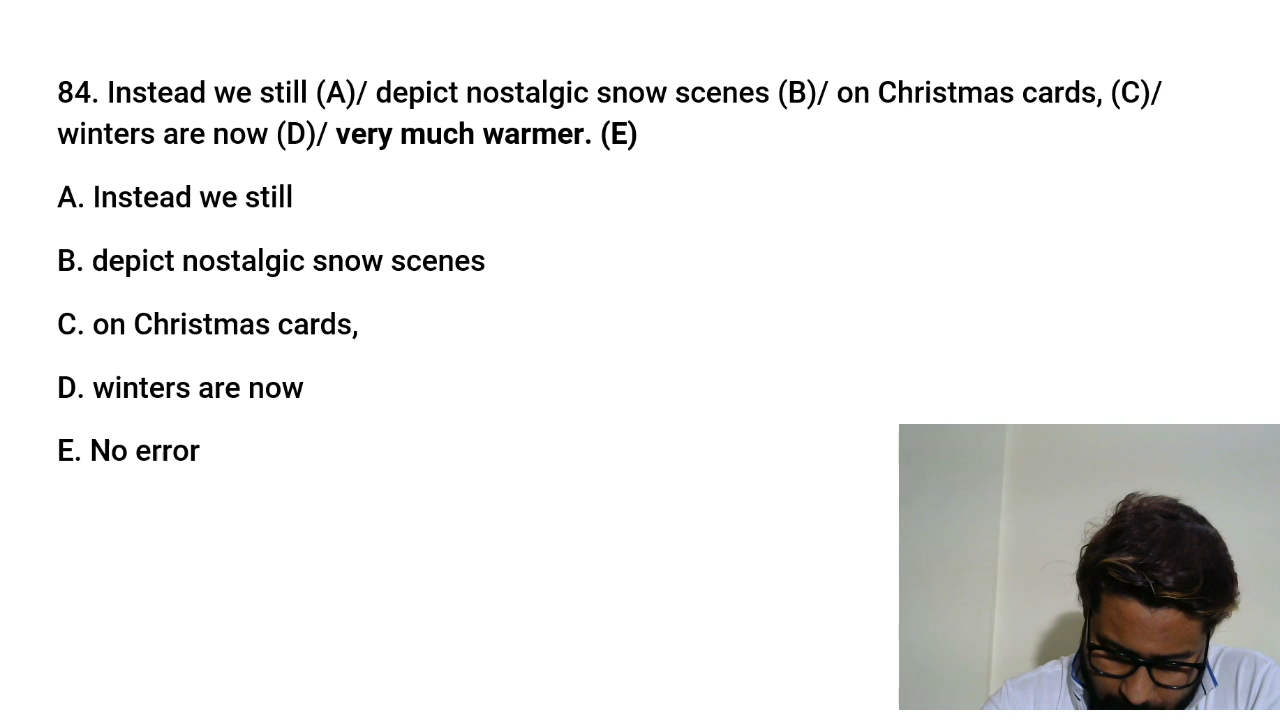 84. Instead we still (A)/ depict nostalgic snow scenes (B)/ on Christmas cards, (C)/
winters are now (D)/ very much warmer. (E)
A. Instead we still
B. depict nostalgic snow scenes
C. on Christmas cards,
D. winters are now
E. No error